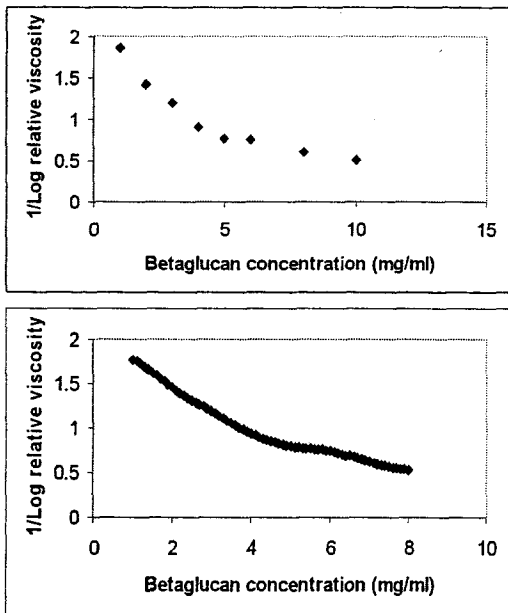 1/Log relative viscosity
2
1.5
1
0.5
0
0 5 10 15
Betaglucan concentration (mg/ml)
1/Log relative viscosity
2
1.5
1
0.5
0
0 2 4 6 8 10
Betaglucan concentration (mg/ml)